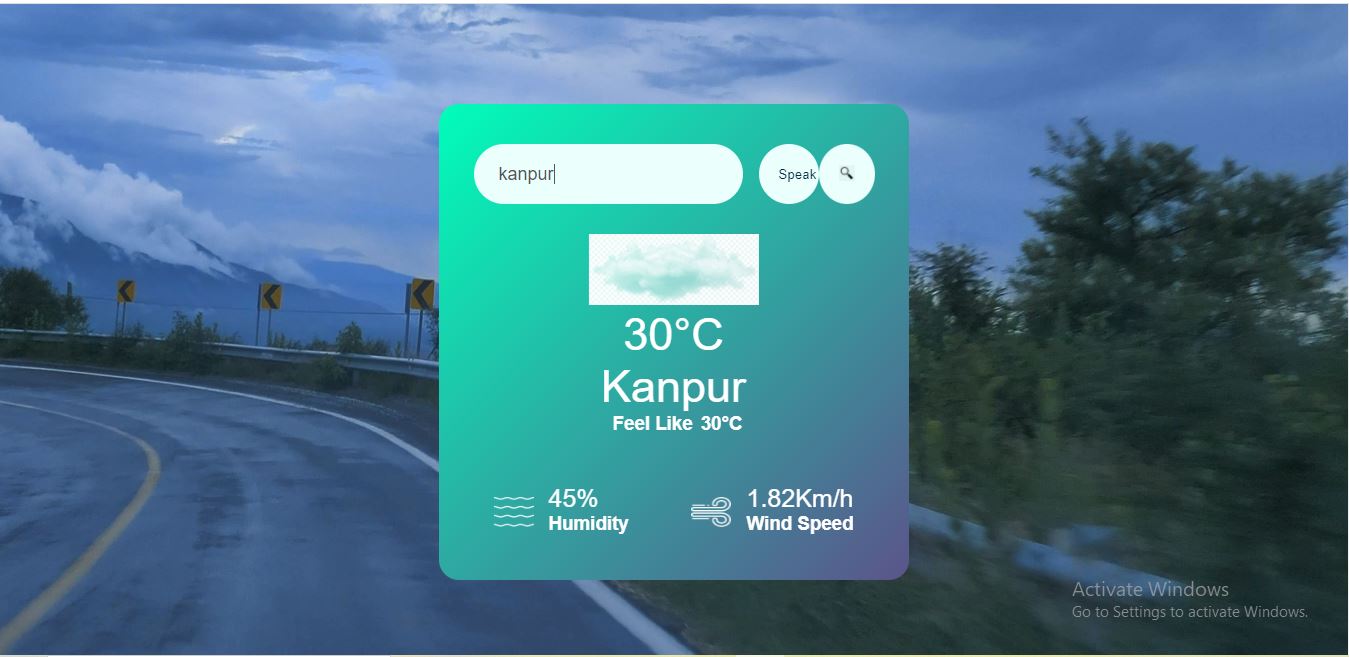 kanpur
Speak
30°C
Kanpur
Feel Like 30°C
45%
Humidity
1.82Km/h
Wind Speed
Activate Windows
Go to Settings to activate Windows.